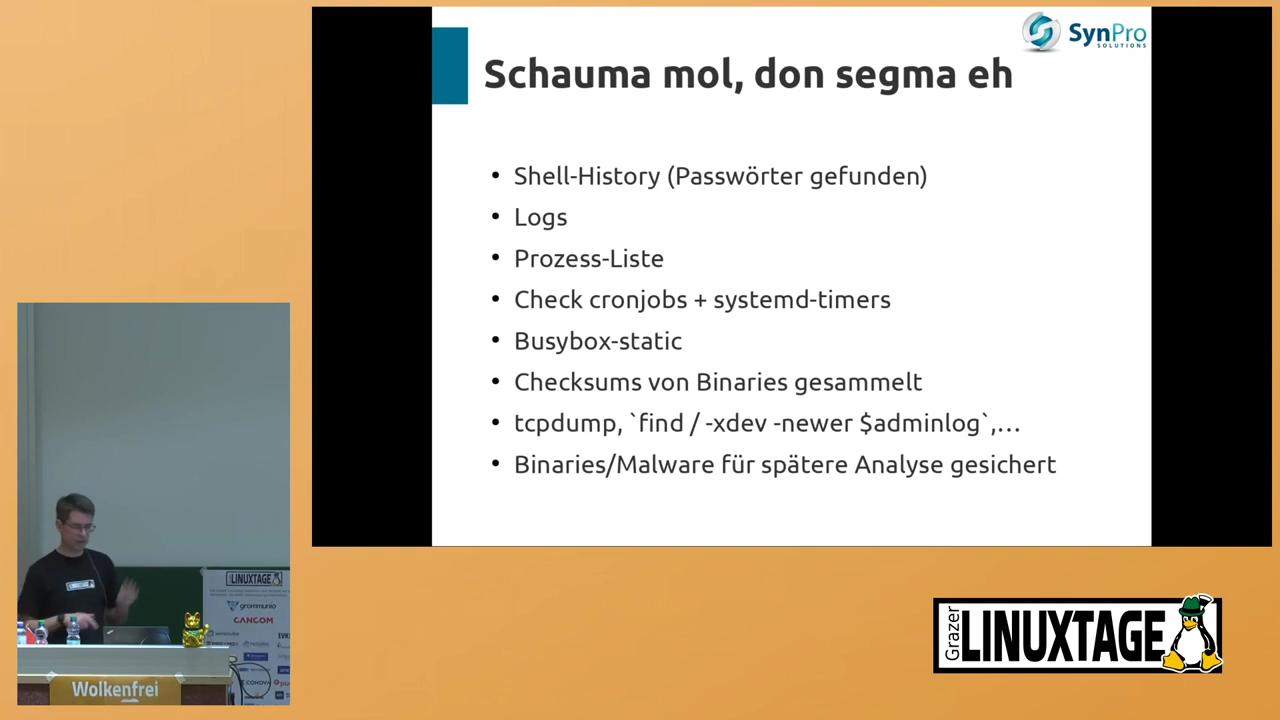 SynPro
SOLUTIONS
Schauma mol, don segma eh
• Shell-History (Passwörter gefunden)
• Logs
• Prozess-Liste
• Check cronjobs + systemd-timers
• Busybox-static
• Checksums von Binaries gesammelt
• tcpdump, `find / -xdev -newer $adminlog`,…
• Binaries/Malware für spätere Analyse gesichert
LINUXTAGE
grommunio
CANCOM
Wolkenfrei
Grazer
LINUXTAGE